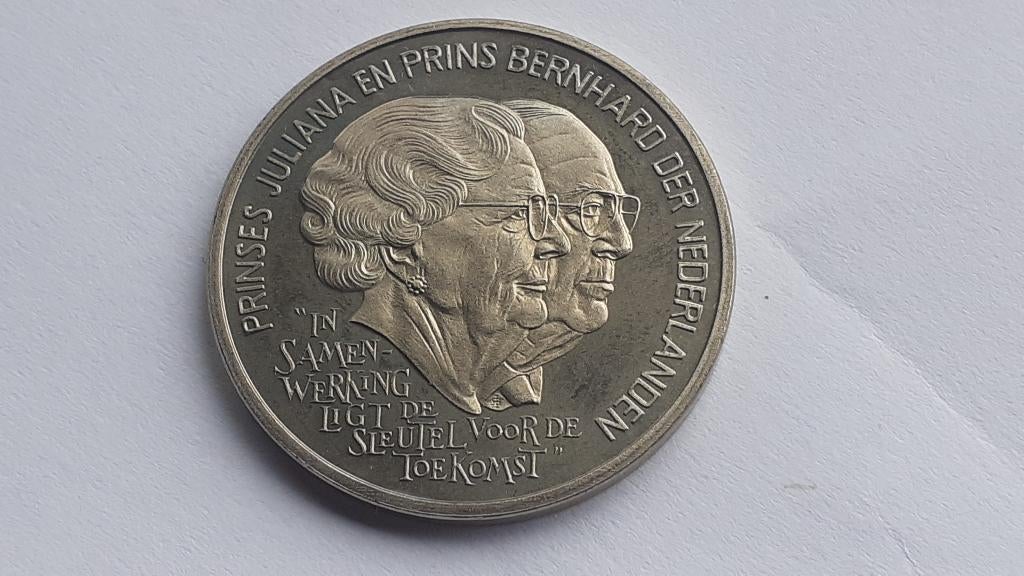 PRINSES JULIANA EN PRINS BERNHARD DER NEDERLANDEN
"IN
SAMEN-
WERKING
LIGT DE
SLEUTEL VOOR DE
TOEKOMST"